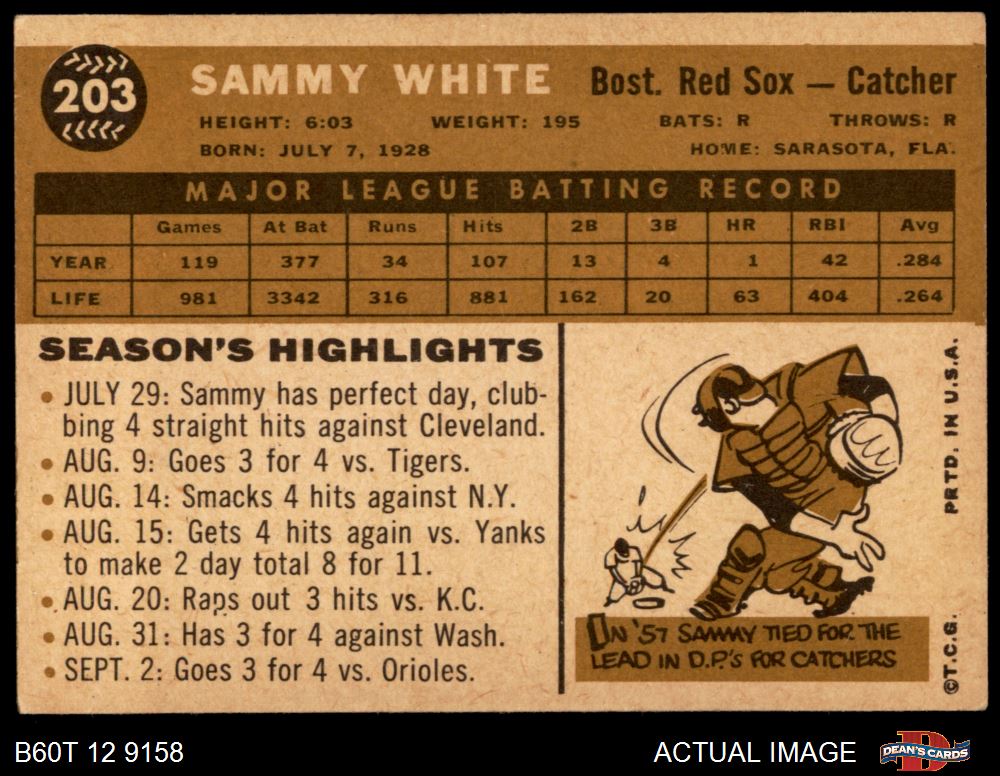 203
SAMMY WHITE
Bost. Red Sox — Catcher
HEIGHT: 6:03 WEIGHT: 195 BATS: R THROWS: R
BORN: JULY 7, 1928 HOME: SARASOTA, FLA.
MAJOR LEAGUE BATTING RECORD
Games At Bat Runs Hits 2B 3B HR RBI Avg
YEAR 119 377 34 107 13 4 1 42 .284
LIFE 981 3342 316 881 162 20 63 404 .264
SEASON'S HIGHLIGHTS
• JULY 29: Sammy has perfect day, club-
bing 4 straight hits against Cleveland.
• AUG. 9: Goes 3 for 4 vs. Tigers.
• AUG. 14: Smacks 4 hits against N.Y.
• AUG. 15: Gets 4 hits again vs. Yanks
to make 2 day total 8 for 11.
• AUG. 20: Raps out 3 hits vs. K.C.
• AUG. 31: Has 3 for 4 against Wash.
• SEPT. 2: Goes 3 for 4 vs. Orioles.
IN '57 SAMMY TIED FOR THE
LEAD IN D.P.'S FOR CATCHERS
©T.C.G. PRTD. IN U.S.A.
B60T 12 9158
ACTUAL IMAGE
DEAN'S CARDS